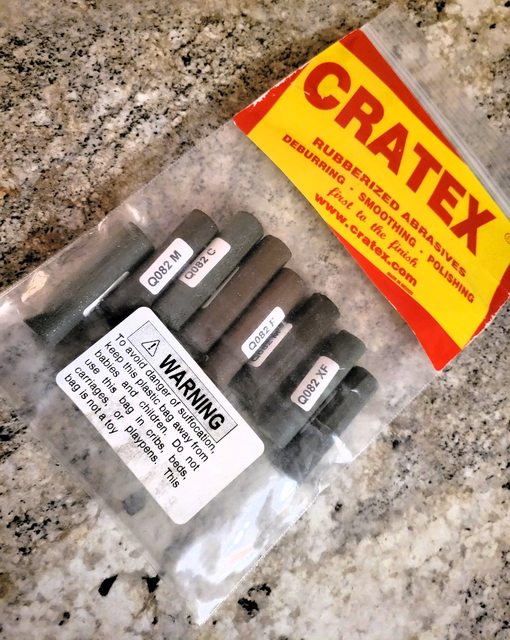 CRATEX
RUBBERIZED ABRASIVES
DEBURRING • SMOOTHING • POLISHING
first to the finish
www.cratex.com
Q082 M
Q082 C
Q082 F
Q082 XF
WARNING
To avoid danger of suffocation,
keep this plastic bag away from
babies and children. Do not
use this bag in cribs, beds,
carriages, or playpens. This
bag is not a toy